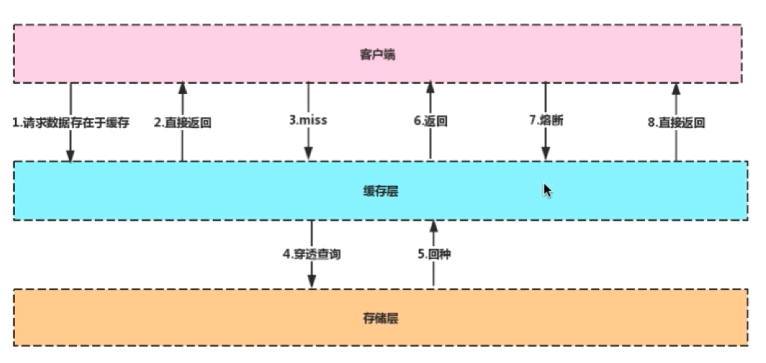 客户端
1.请求数据存在于缓存
2.直接返回
3.miss
6.返回
7.熔断
8.直接返回
缓存层
4.穿透查询
5.回种
存储层